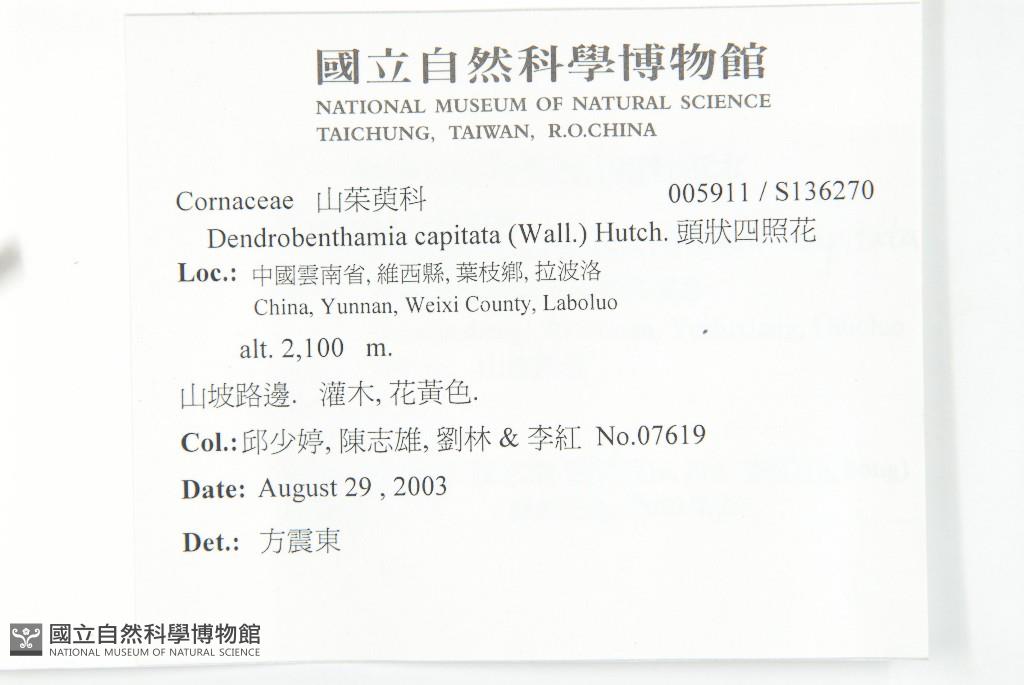 國立自然科學博物館
NATIONAL MUSEUM OF NATURAL SCIENCE
TAICHUNG, TAIWAN, R.O.CHINA
Cornaceae 山茱萸科 005911 / S136270
Dendrobenthamia capitata (Wall.) Hutch. 頭狀四照花
Loc.: 中國雲南省, 維西縣, 葉枝鄉, 拉波洛
China, Yunnan, Weixi County, Laboluo
alt. 2,100 m.
山坡路邊. 灌木, 花黃色.
Col.: 邱少婷, 陳志雄, 劉林 & 李紅 No.07619
Date: August 29 , 2003
Det.: 方震東
國立自然科學博物館
NATIONAL MUSEUM OF NATURAL SCIENCE